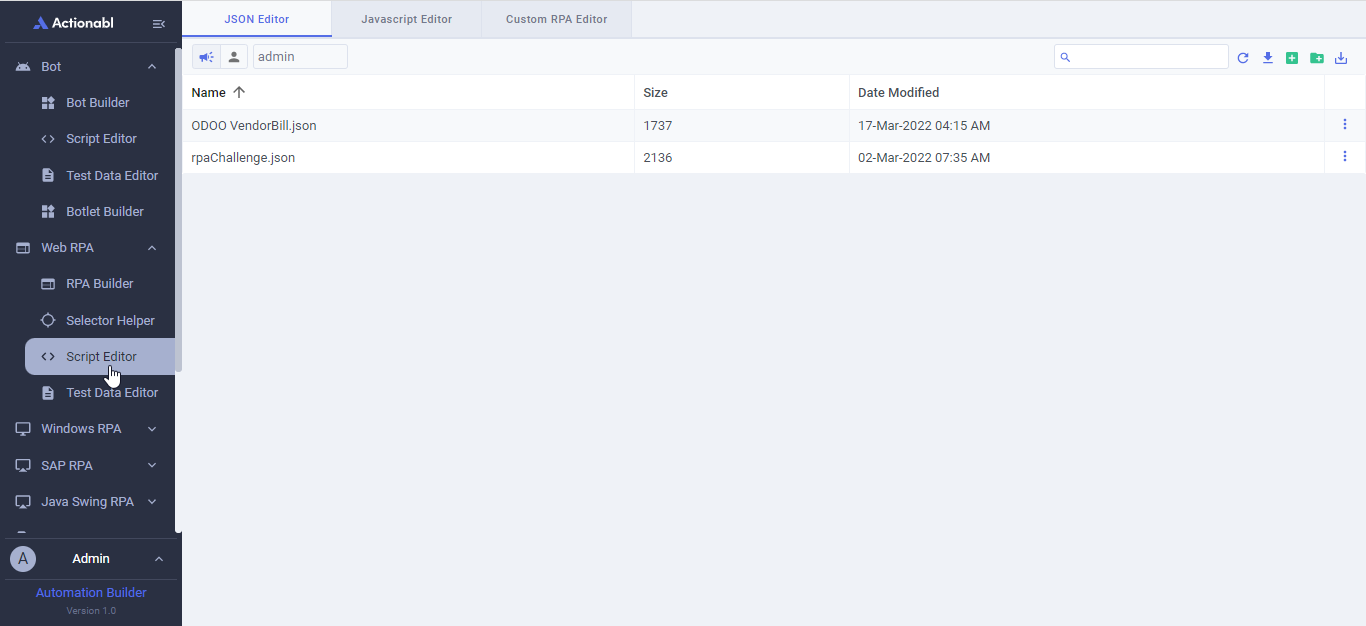 Actionabl
Bot
Bot Builder
Script Editor
Test Data Editor
Botlet Builder
Web RPA
RPA Builder
Selector Helper
Script Editor
Test Data Editor
Windows RPA
SAP RPA
Java Swing RPA
A Admin
Automation Builder
Version 1.0
JSON Editor Javascript Editor Custom RPA Editor
admin
Name Size Date Modified
ODOO VendorBill.json 1737 17-Mar-2022 04:15 AM
rpaChallenge.json 2136 02-Mar-2022 07:35 AM